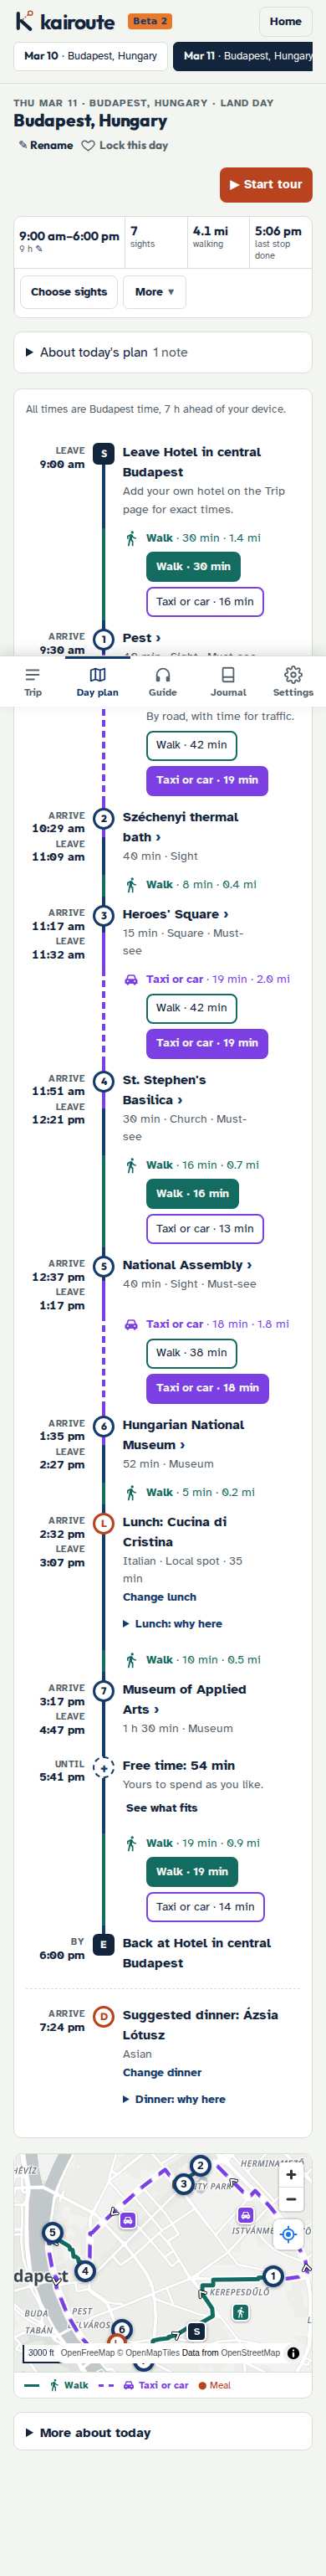 kairoute Beta 2 Home
Mar 10 · Budapest, Hungary Mar 11 · Budapest, Hungary
THU MAR 11 · BUDAPEST, HUNGARY · LAND DAY
Budapest, Hungary
✎ Rename Lock this day
▶ Start tour
9:00 am–6:00 pm 7 4.1 mi 5:06 pm
9 h ✎ sights walking last stop
done
Choose sights More ▼
▶ About today's plan 1 note
All times are Budapest time, 7 h ahead of your device.
LEAVE S Leave Hotel in central
9:00 am Budapest
Add your own hotel on the Trip
page for exact times.
Walk · 30 min · 1.4 mi
Walk · 30 min
Taxi or car · 16 min
ARRIVE 1 Pest ›
9:30 am
Trip Day plan Guide Journal Settings
By road, with time for traffic.
Walk · 42 min
Taxi or car · 19 min
ARRIVE 2 Széchenyi thermal
10:29 am bath ›
LEAVE 40 min · Sight
11:09 am
Walk · 8 min · 0.4 mi
ARRIVE 3 Heroes' Square ›
11:17 am 15 min · Square · Must-
LEAVE see
11:32 am
Taxi or car · 19 min · 2.0 mi
Walk · 42 min
Taxi or car · 19 min
ARRIVE 4 St. Stephen's
11:51 am Basilica ›
LEAVE 30 min · Church · Must-
12:21 pm see
Walk · 16 min · 0.7 mi
Walk · 16 min
Taxi or car · 13 min
ARRIVE 5 National Assembly ›
12:37 pm 40 min · Sight · Must-see
LEAVE
1:17 pm
Taxi or car · 18 min · 1.8 mi
Walk · 38 min
Taxi or car · 18 min
ARRIVE 6 Hungarian National
1:35 pm Museum ›
LEAVE 52 min · Museum
2:27 pm
Walk · 5 min · 0.2 mi
ARRIVE L Lunch: Cucina di
2:32 pm Cristina
LEAVE Italian · Local spot · 35
3:07 pm min
Change lunch
▶ Lunch: why here
Walk · 10 min · 0.5 mi
ARRIVE 7 Museum of Applied
3:17 pm Arts ›
LEAVE 1 h 30 min · Museum
4:47 pm
UNTIL + Free time: 54 min
5:41 pm Yours to spend as you like.
See what fits
Walk · 19 min · 0.9 mi
Walk · 19 min
Taxi or car · 14 min
BY E Back at Hotel in central
6:00 pm Budapest
ARRIVE D Suggested dinner: Ázsia
7:24 pm Lótusz
Asian
Change dinner
▶ Dinner: why here
HÉVÍZ 2 HERMINAMEZŐ +
3 CITY PARK −
5 ISTVÁNMEZŐ
4 dapest 1
KEREPESDŰLŐ
BUDA PEST
TABÁN BELVÁROS 6 S
3000 ft OpenFreeMap © OpenMapTiles Data from OpenStreetMap
Walk Taxi or car Meal
▶ More about today